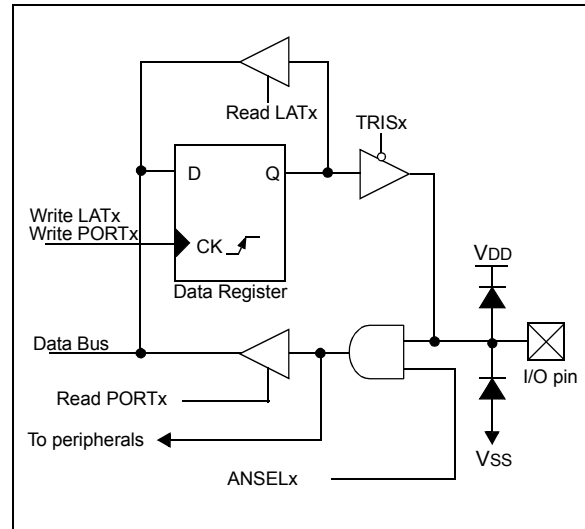 Read LATx
TRISx
D
Q
Write LATx
Write PORTx
CK
Data Register
VDD
Data Bus
I/O pin
Read PORTx
To peripherals
VSS
ANSELx